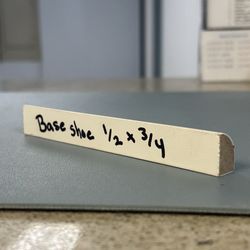 Base shoe 1/2 x 3/4